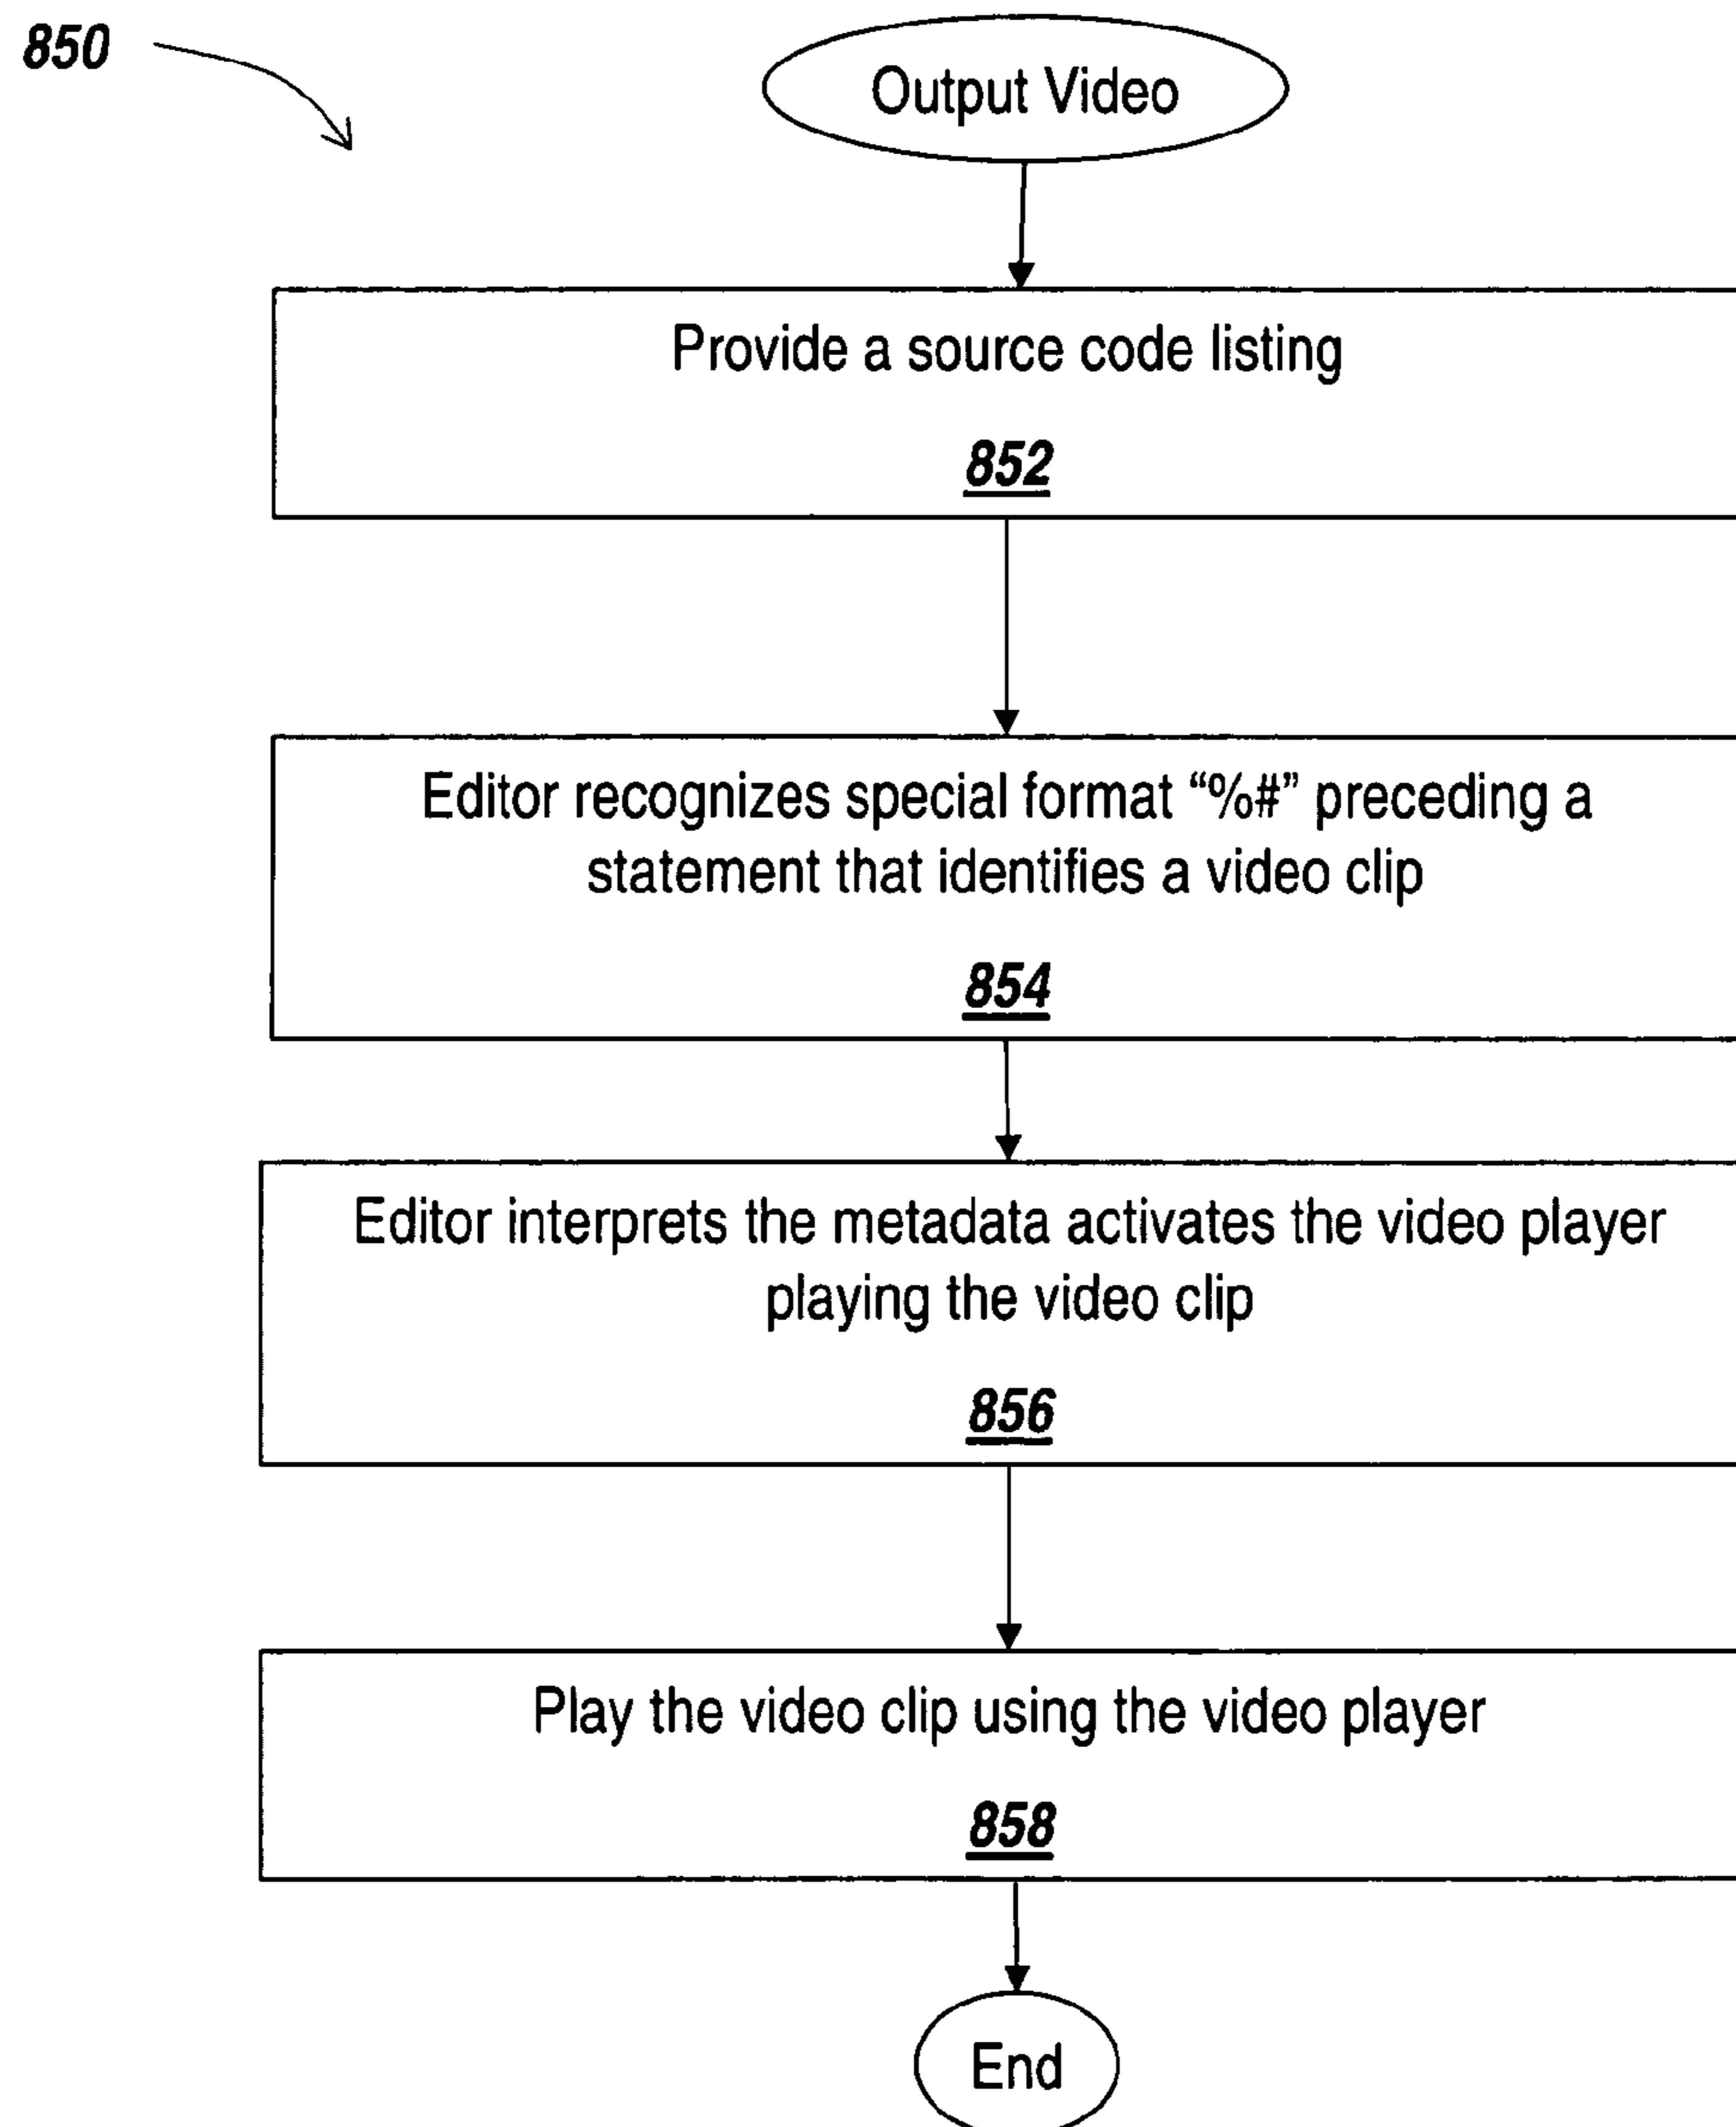 850
Output Video
Provide a source code listing
852
Editor recognizes special format “%#” preceding a
statement that identifies a video clip
854
Editor interprets the metadata activates the video player
playing the video clip
856
Play the video clip using the video player
858
End